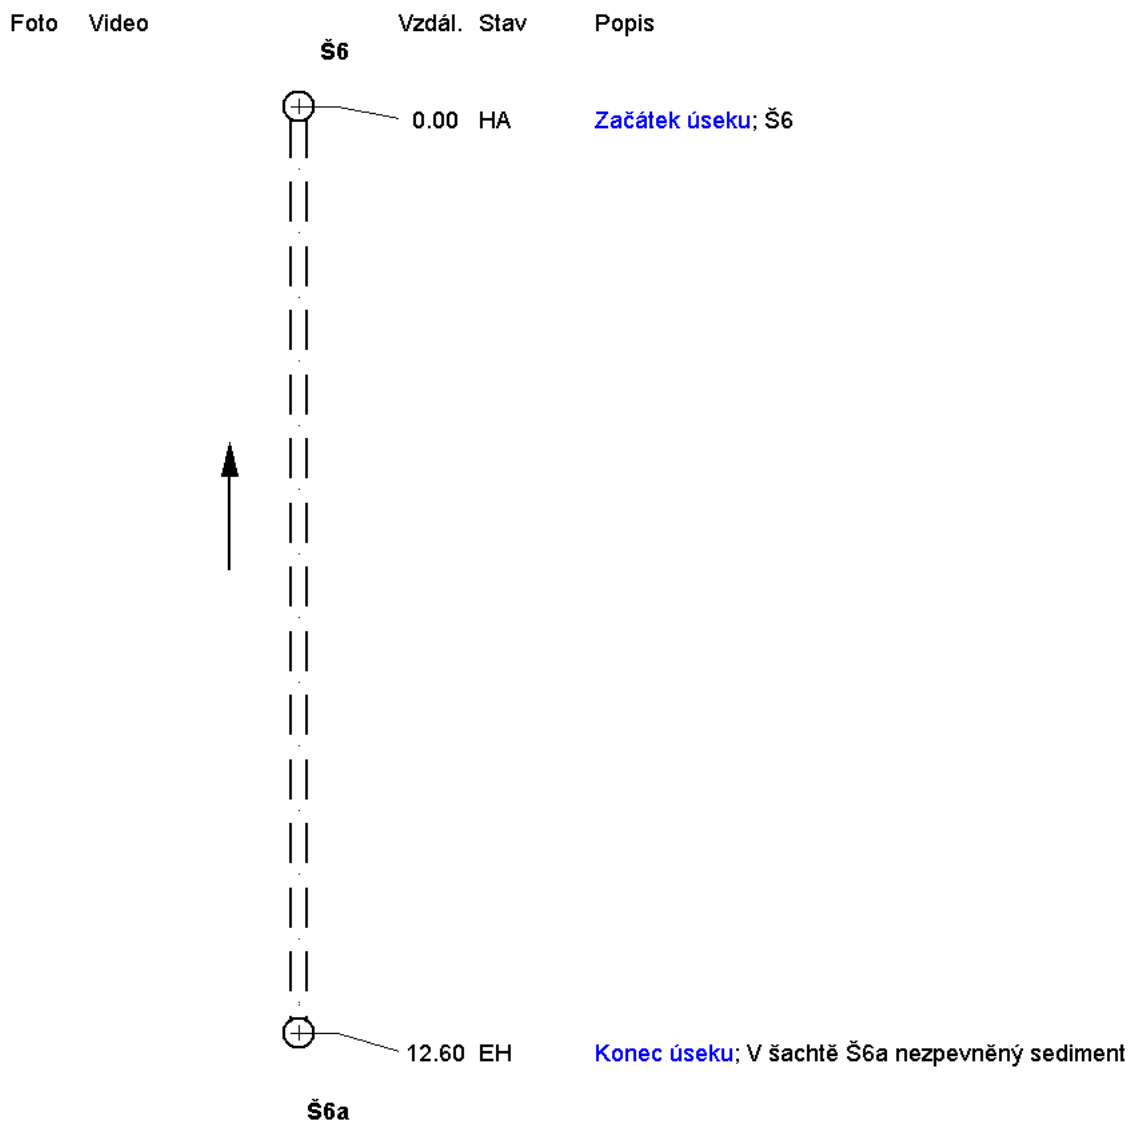 Foto Video Vzdál. Stav Popis
Š6
0.00 HA Začátek úseku; Š6
12.60 EH Konec úseku; V šachtě Š6a nezpevněný sediment
Š6a